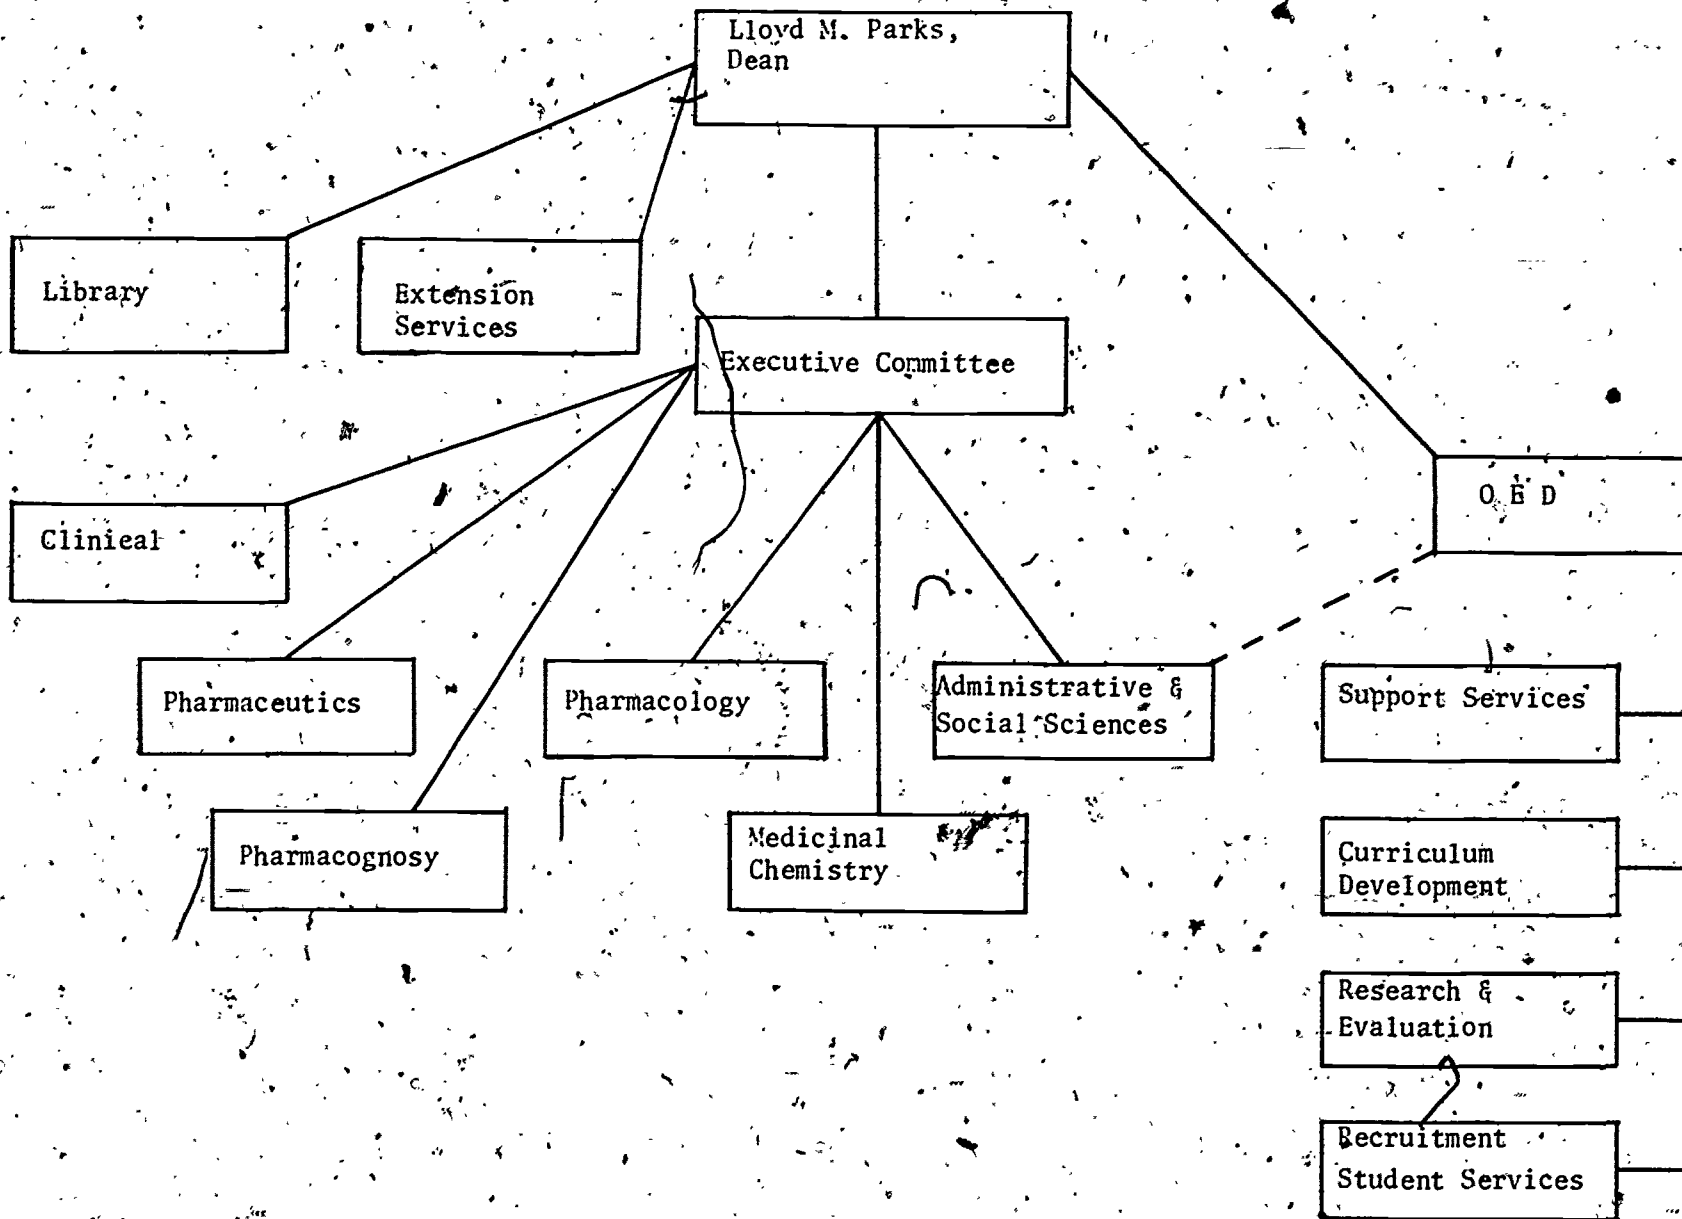 Lloyd M. Parks,
Dean
Library
Extension
Services
Executive Committee
O E D
Clinical
Pharmaceutics
Pharmacology
Administrative &
Social Sciences
Support Services
Pharmacognosy
Medicinal
Chemistry
Curriculum
Development
Research &
Evaluation
Recruitment
Student Services